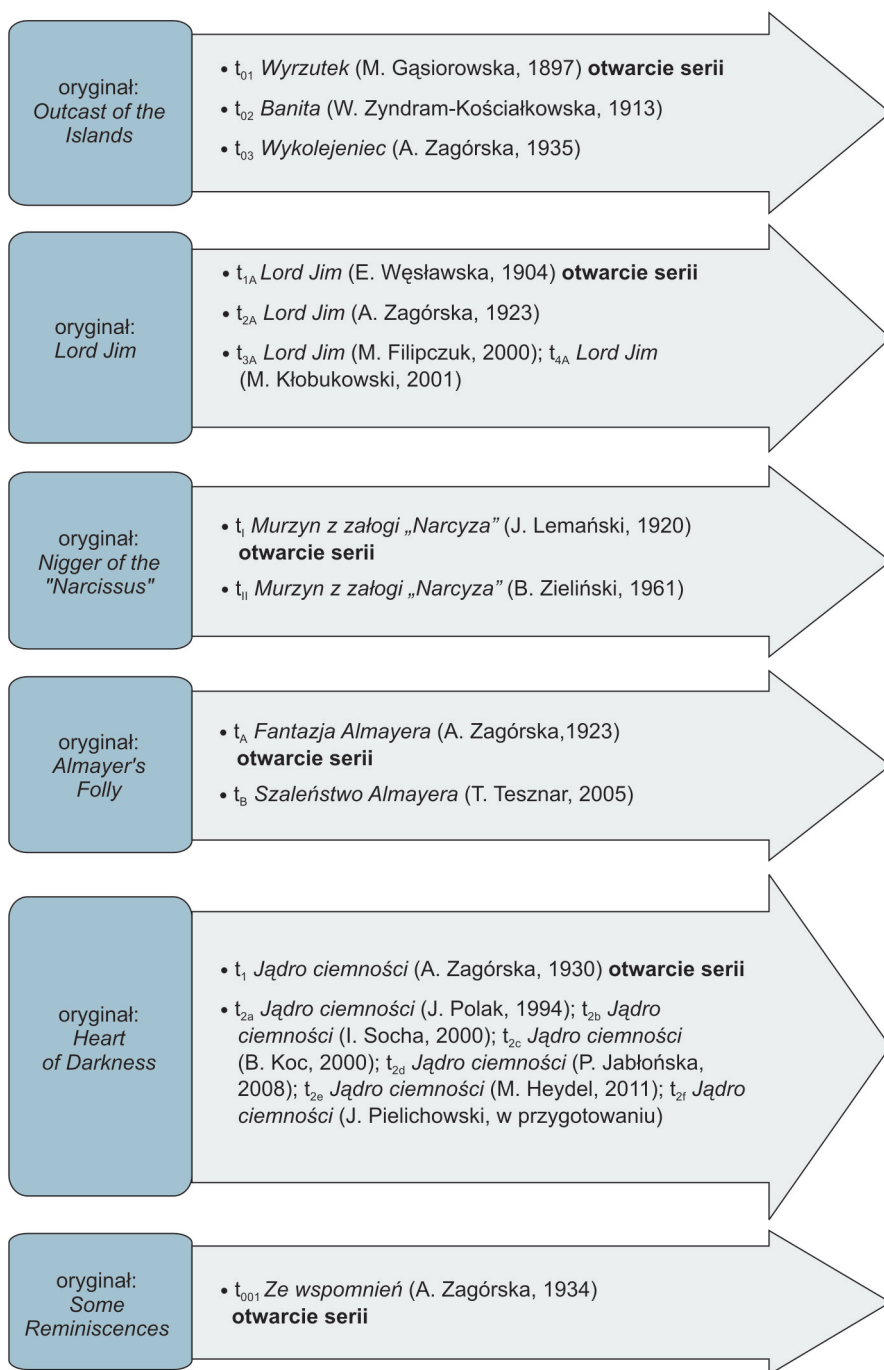 oryginał:
Outcast of the
Islands
• t01 Wyrzutek (M. Gąsiorowska, 1897) otwarcie serii
• t02 Banita (W. Zyndram-Kościałkowska, 1913)
• t03 Wykolejeniec (A. Zagórska, 1935)
oryginał:
Lord Jim
• t1A Lord Jim (E. Węsławska, 1904) otwarcie serii
• t2A Lord Jim (A. Zagórska, 1923)
• t3A Lord Jim (M. Filipczuk, 2000); t4A Lord Jim
(M. Kłobukowski, 2001)
oryginał:
Nigger of the
"Narcissus"
• tI Murzyn z załogi „Narcyza” (J. Lemański, 1920)
otwarcie serii
• tII Murzyn z załogi „Narcyza” (B. Zieliński, 1961)
oryginał:
Almayer's
Folly
• tA Fantazja Almayera (A. Zagórska,1923)
otwarcie serii
• tB Szaleństwo Almayera (T. Tesznar, 2005)
oryginał:
Heart
of Darkness
• t1 Jądro ciemności (A. Zagórska, 1930) otwarcie serii
• t2a Jądro ciemności (J. Polak, 1994); t2b Jądro
ciemności (I. Socha, 2000); t2c Jądro ciemności
(B. Koc, 2000); t2d Jądro ciemności (P. Jabłońska,
2008); t2e Jądro ciemności (M. Heydel, 2011); t2f Jądro
ciemności (J. Pielichowski, w przygotowaniu)
oryginał:
Some
Reminiscences
• t001 Ze wspomnień (A. Zagórska, 1934)
otwarcie serii